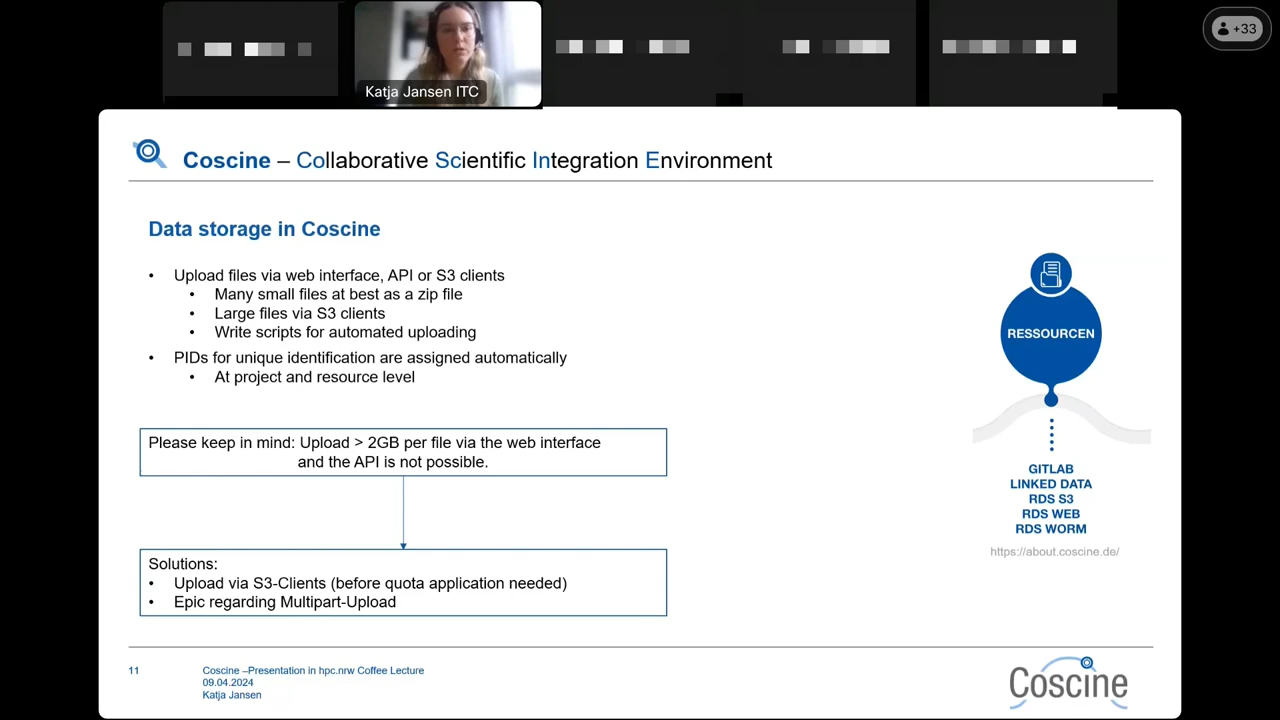 +33
Katja Jansen ITC
Coscine – Collaborative Scientific Integration Environment
Data storage in Coscine
• Upload files via web interface, API or S3 clients
• Many small files at best as a zip file
• Large files via S3 clients
• Write scripts for automated uploading
• PIDs for unique identification are assigned automatically
• At project and resource level
Please keep in mind: Upload > 2GB per file via the web interface
and the API is not possible.
Solutions:
• Upload via S3-Clients (before quota application needed)
• Epic regarding Multipart-Upload
RESSOURCEN
GITLAB
LINKED DATA
RDS S3
RDS WEB
RDS WORM
https://about.coscine.de/
11
Coscine –Presentation in hpc.nrw Coffee Lecture
09.04.2024
Katja Jansen
Coscine